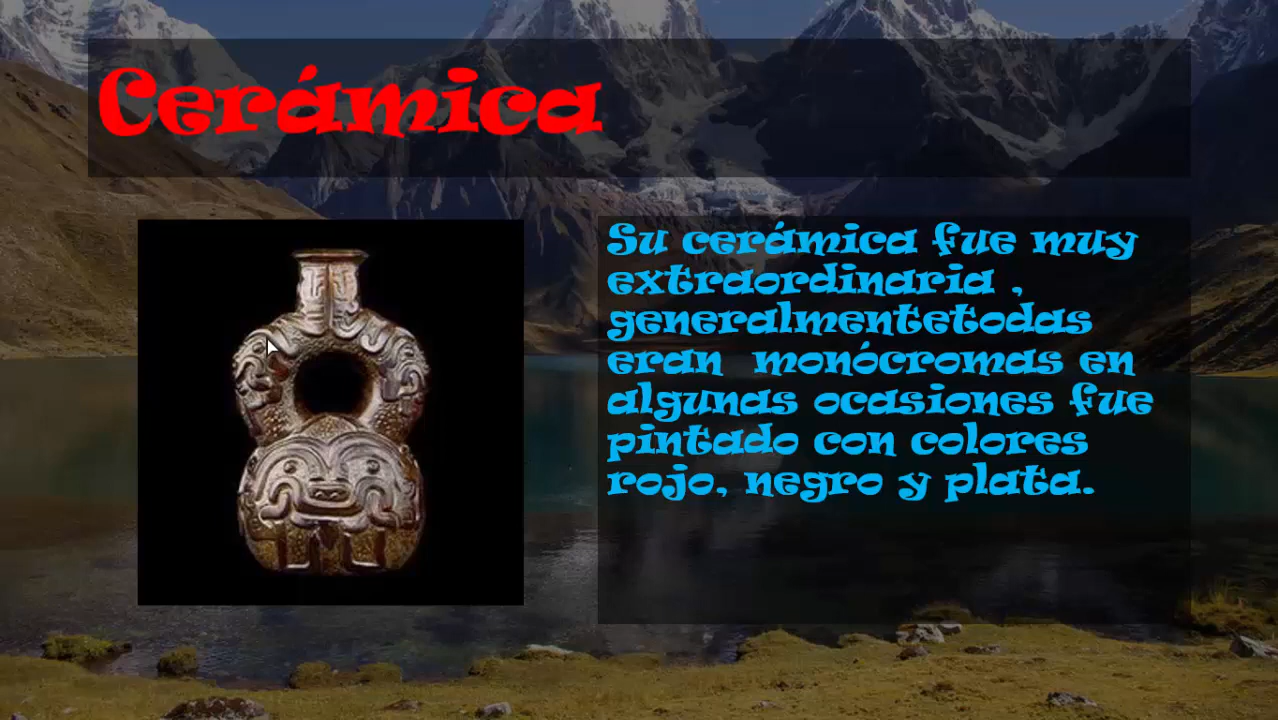 Cerámica
Su cerámica fue muy
extraordinaria ,
generalmentetodas
eran monócromas en
algunas ocasiones fue
pintado con colores
rojo, negro y plata.